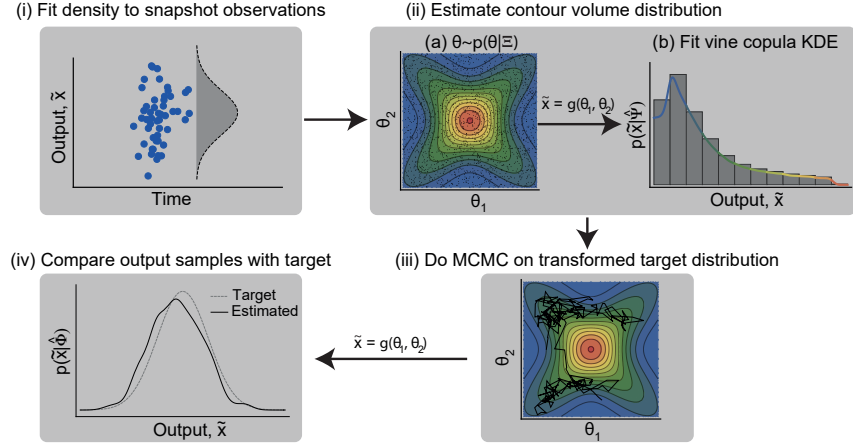 (i) Fit density to snapshot observations
Output, x̃
Time
(ii) Estimate contour volume distribution
(a) θ~p(θ|Ξ)
θ₂
θ₁
x̃ = g(θ₁, θ₂)
(b) Fit vine copula KDE
p(x̃|Ψ̂)
Output, x̃
(iii) Do MCMC on transformed target distribution
θ₂
θ₁
x̃ = g(θ₁, θ₂)
(iv) Compare output samples with target
Target
Estimated
p(x̃|Φ̂)
Output, x̃